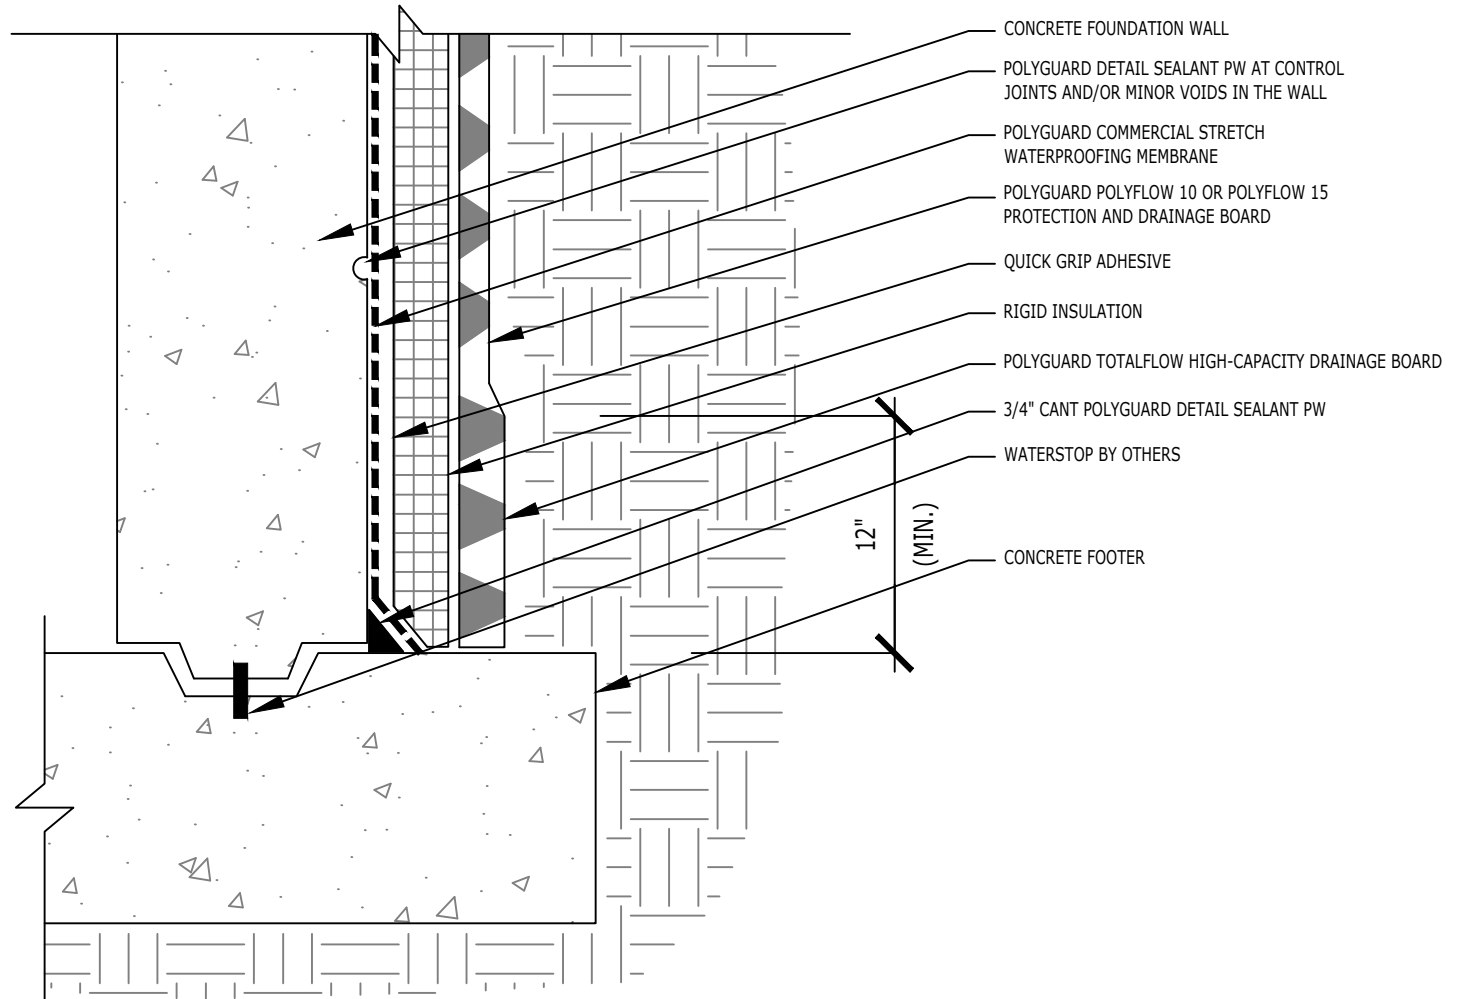 CONCRETE FOUNDATION WALL
POLYGUARD DETAIL SEALANT PW AT CONTROL
JOINTS AND/OR MINOR VOIDS IN THE WALL
POLYGUARD COMMERCIAL STRETCH
WATERPROOFING MEMBRANE
POLYGUARD POLYFLOW 10 OR POLYFLOW 15
PROTECTION AND DRAINAGE BOARD
QUICK GRIP ADHESIVE
RIGID INSULATION
POLYGUARD TOTALFLOW HIGH-CAPACITY DRAINAGE BOARD
3/4" CANT POLYGUARD DETAIL SEALANT PW
WATERSTOP BY OTHERS
CONCRETE FOOTER
12"
(MIN.)